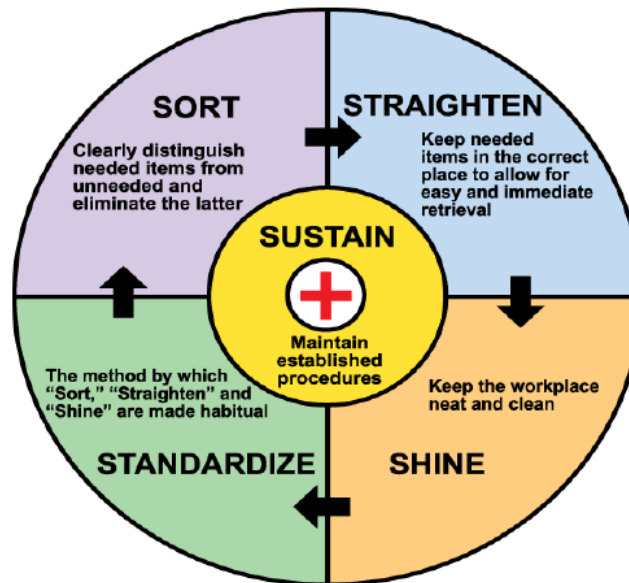 SORT
Clearly distinguish
needed items from
unneeded and
eliminate the latter
STRAIGHTEN
Keep needed
items in the correct
place to allow for
easy and immediate
retrieval
SUSTAIN
Maintain
established
procedures
The method by which
“Sort,” “Straighten” and
“Shine” are made habitual
STANDARDIZE
Keep the workplace
neat and clean
SHINE